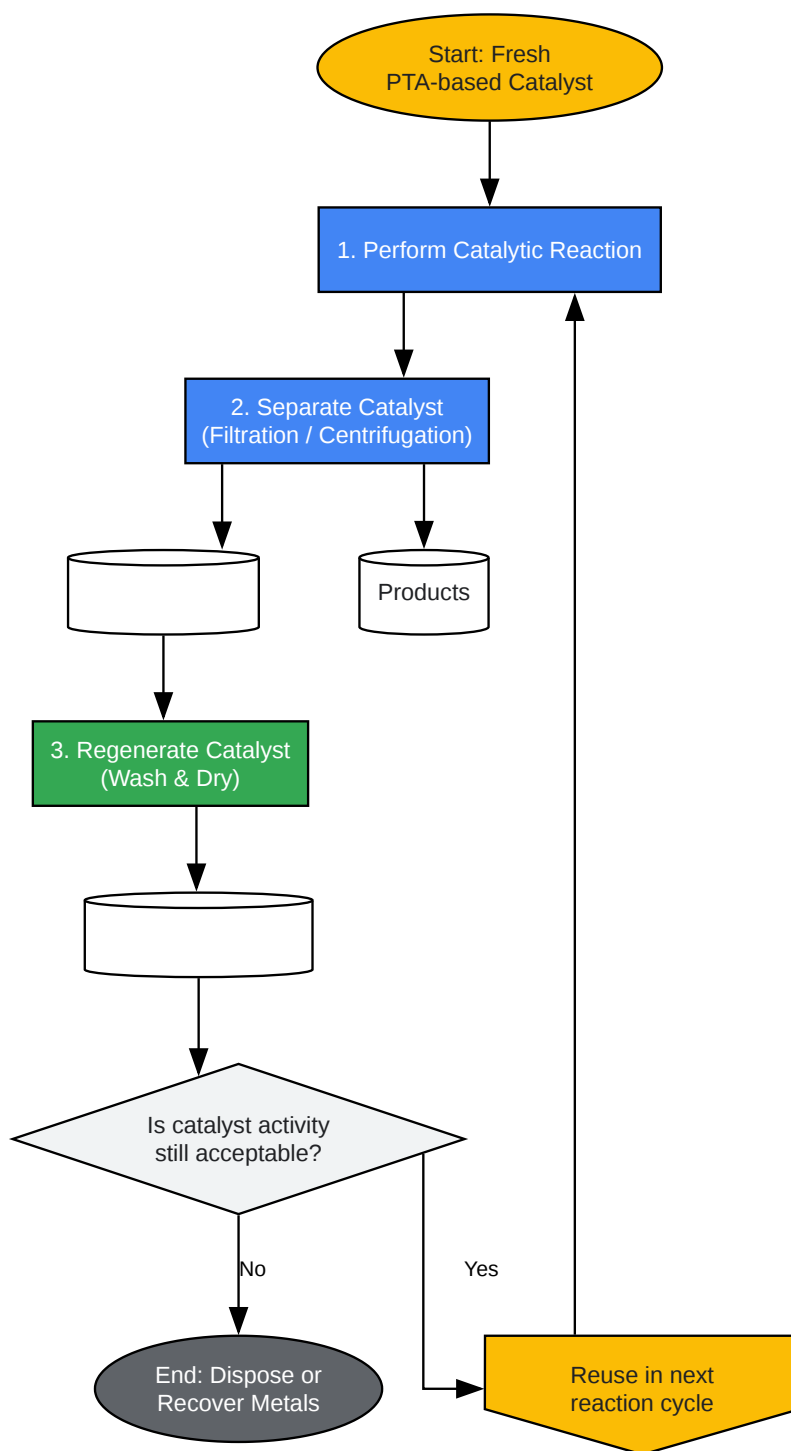 Start: Fresh
PTA-based Catalyst
1. Perform Catalytic Reaction
2. Separate Catalyst
(Filtration / Centrifugation)
Products
3. Regenerate Catalyst
(Wash & Dry)
Is catalyst activity
still acceptable?
No
Yes
End: Dispose or
Recover Metals
Reuse in next
reaction cycle